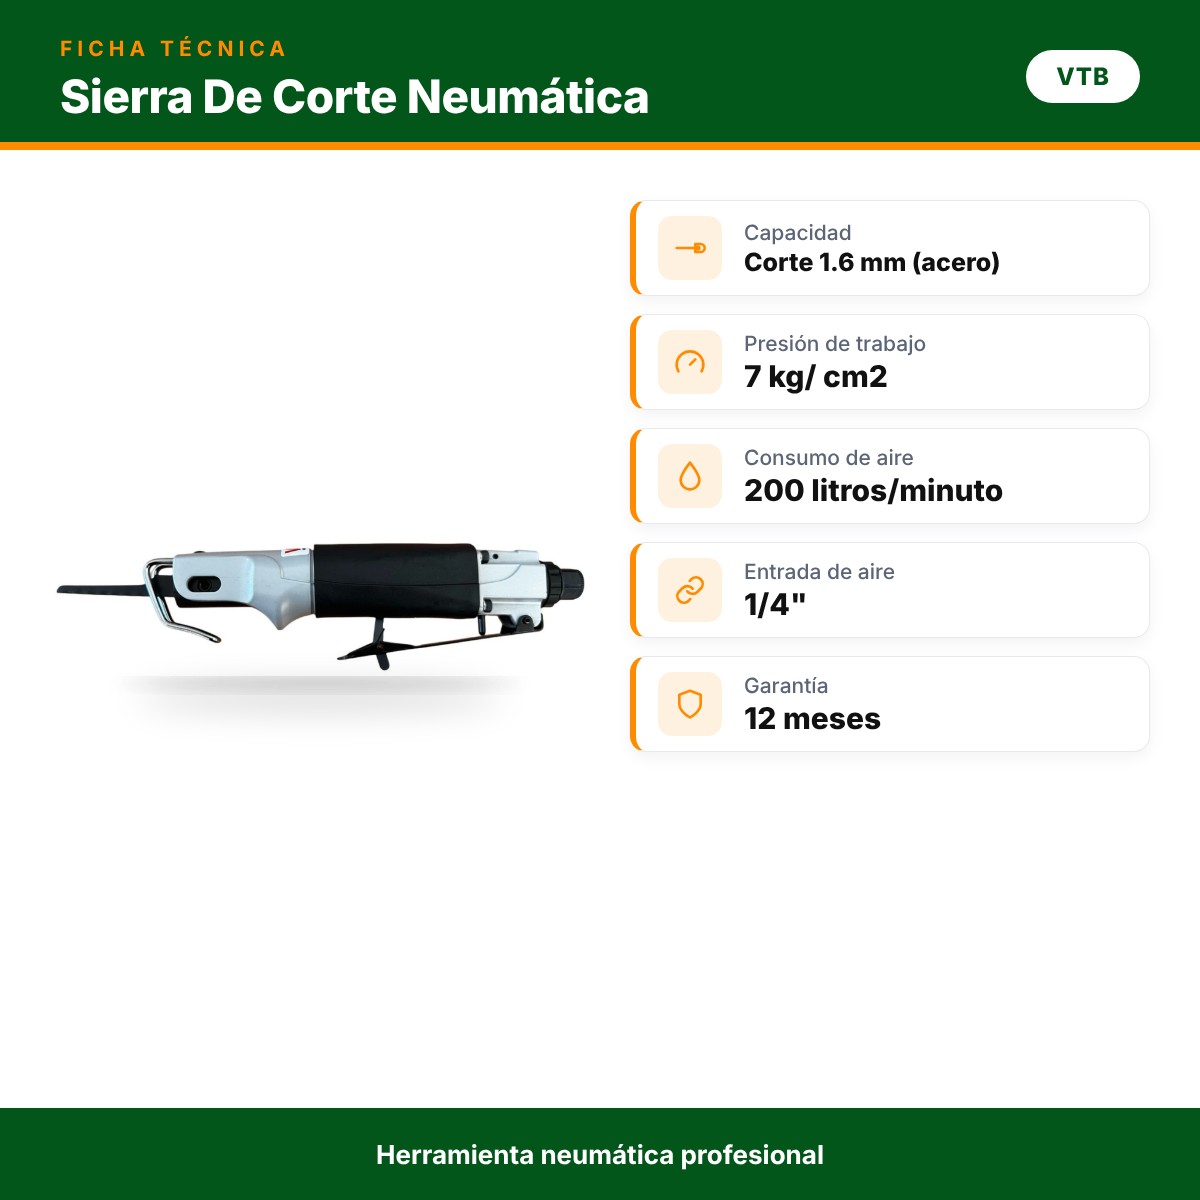 FICHA TÉCNICA
Sierra De Corte Neumática
VTB
Capacidad
Corte 1.6 mm (acero)
Presión de trabajo
7 kg/ cm2
Consumo de aire
200 litros/minuto
Entrada de aire
1/4"
Garantía
12 meses
Herramienta neumática profesional